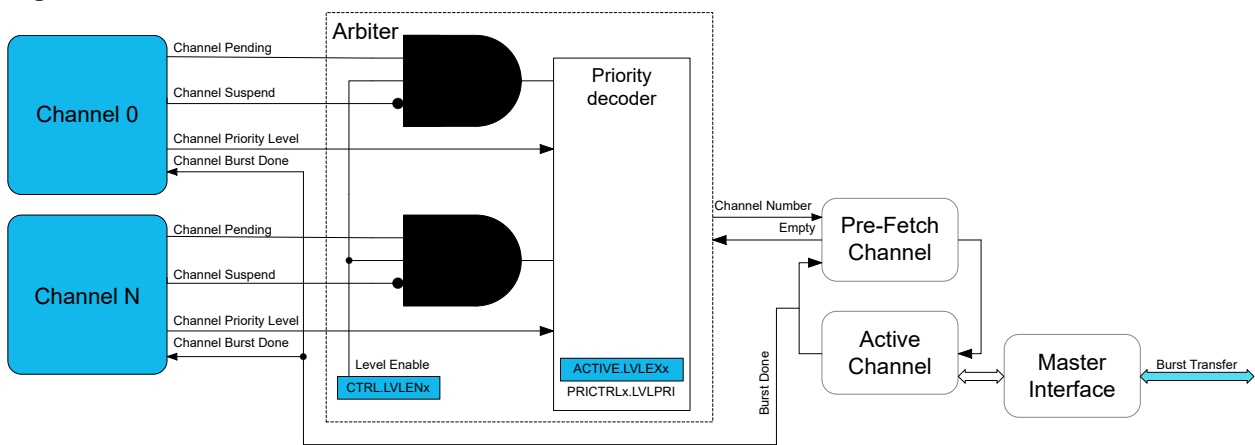 Arbiter
Channel Pending
Channel Suspend
Channel 0
Channel Priority Level
Channel Burst Done
Priority
decoder
Channel Pending
Channel Suspend
Channel N
Channel Priority Level
Channel Burst Done
Level Enable
CTRL.LVLENx
ACTIVE.LVLEXx
PRICTRLx.LVLPRI
Channel Number
Empty
Pre-Fetch
Channel
Burst Done
Active
Channel
Master
Interface
Burst Transfer